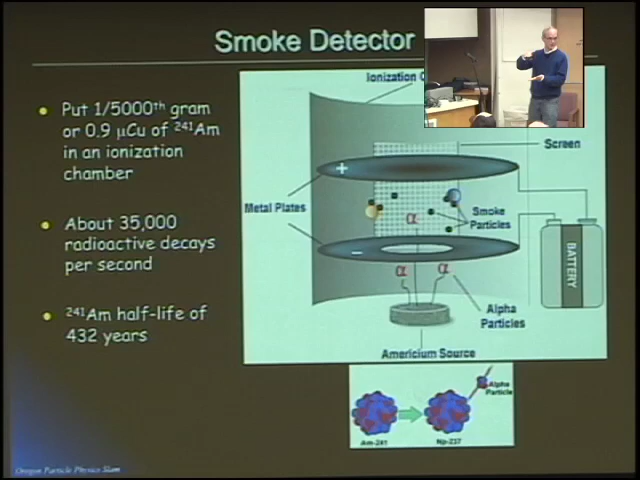 Smoke Detector
Put 1/5000th gram
or 0.9 μCu of 241Am
in an ionization
chamber
About 35,000
radioactive decays
per second
241Am half-life of
432 years
Ionization
Screen
+
Metal Plates
α
Smoke
Particles
-
α
α
BATTERY
Alpha
Particles
Americium Source
Alpha
Particle
Am-241
Np-237
Oregon Particle Physics Slam